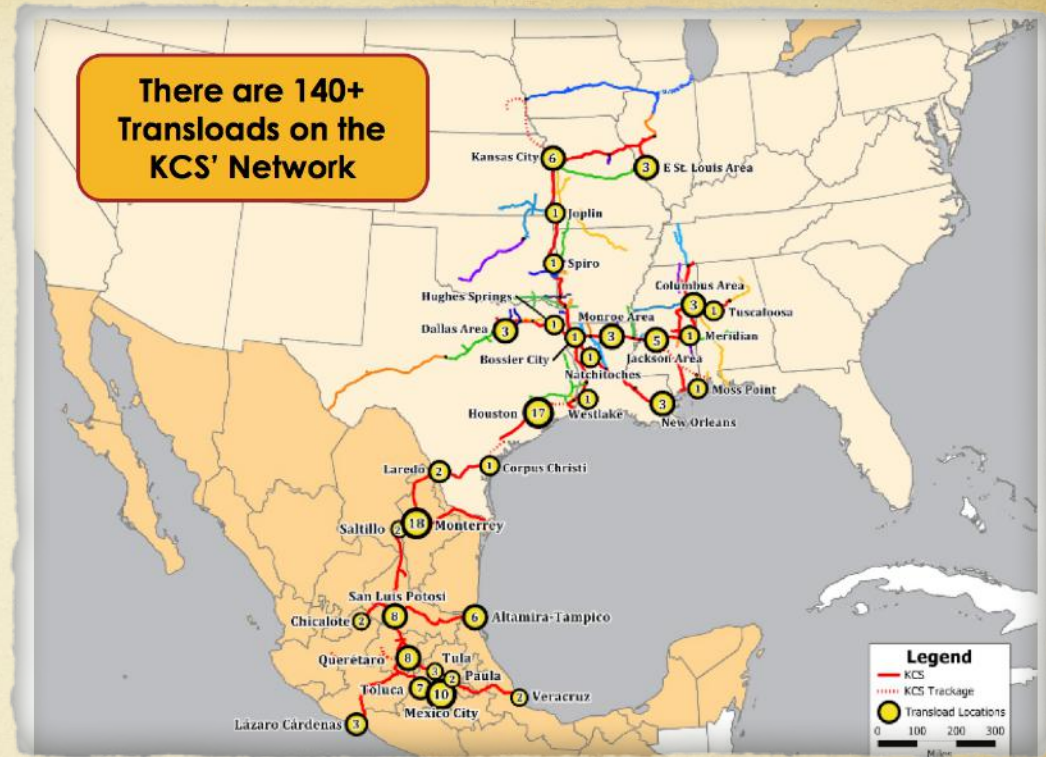 There are 140+
Transloads on the
KCS' Network
Kansas City
6
3
E St. Louis Area
1
Joplin
1
Spiro
Hughes Springs
1
Columbus Area
3
1
Tuscaloosa
Dallas Area
3
Monroe Area
1
3
5
1
Meridian
Bossier City
Jackson Area
1
Natchitoches
1
Moss Point
Houston
17
1
Westlake
3
New Orleans
Laredo
2
1
Corpus Christi
Saltillo
2
18
Monterrey
San Luis Potosi
Chicalote
2
8
6
Altamira-Tampico
Querétaro
8
Tula
3
2
Paula
Toluca
7
10
Mexico City
2
Veracruz
Lázaro Cárdenas
3
Legend
KCS
KCS Trackage
Transload Locations
0 100 200 300
Miles